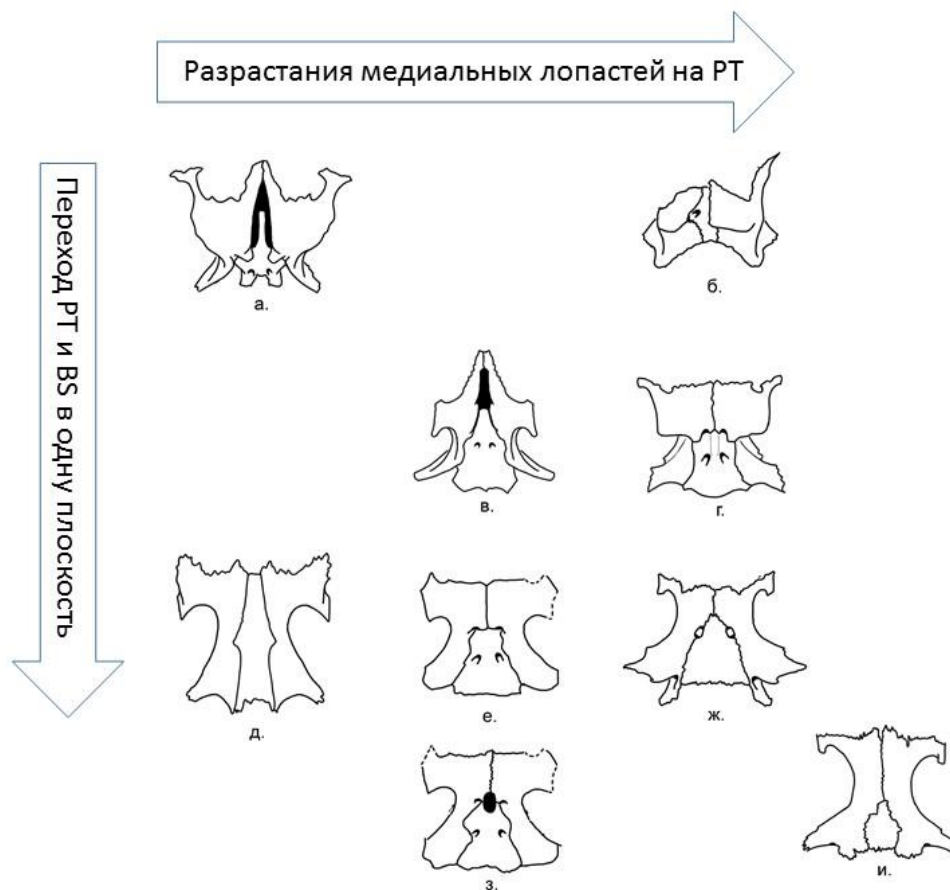 Разрастания медиальных лопастей на PT
Переход PT и BS в одну плоскость
а.
б.
в.
г.
д.
е.
ж.
з.
и.